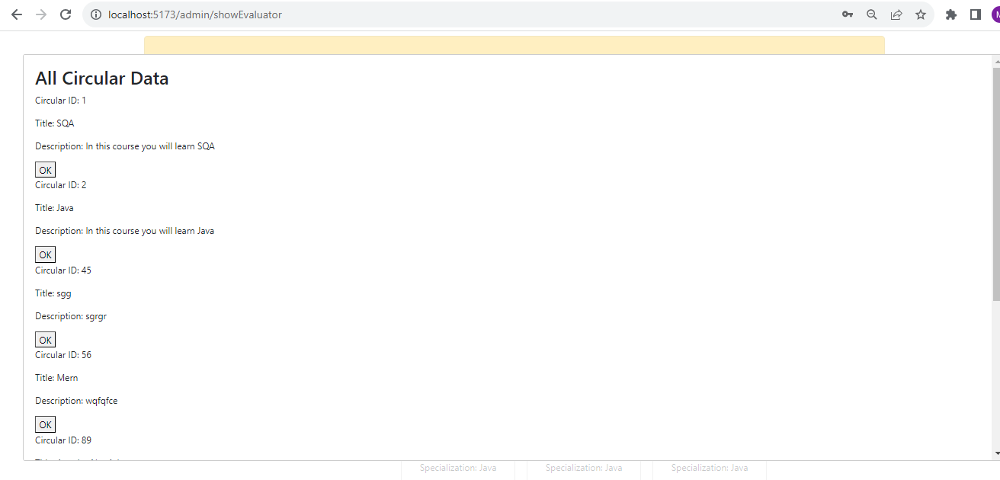 localhost:5173/admin/showEvaluator
All Circular Data
Circular ID: 1
Title: SQA
Description: In this course you will learn SQA
OK
Circular ID: 2
Title: Java
Description: In this course you will learn Java
OK
Circular ID: 45
Title: sgg
Description: sgrgr
OK
Circular ID: 56
Title: Mern
Description: wqfqfce
OK
Circular ID: 89
Specialization: Java Specialization: Java Specialization: Java